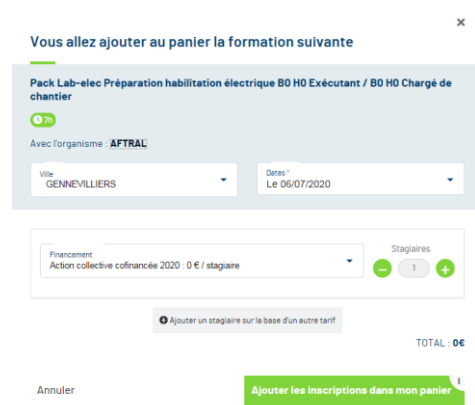 ×
Vous allez ajouter au panier la formation suivante
Pack Lab-elec Préparation habilitation électrique B0 H0 Exécutant / B0 H0 Chargé de
chantier
7h
Avec l'organisme : AFTRAL
Ville
GENNEVILLIERS
Dates *
Le 06/07/2020
Financement
Action collective cofinancée 2020 : 0 € / stagiaire
Stagiaires
1
Ajouter un stagiaire sur la base d'un autre tarif
TOTAL : 0€
Annuler
Ajouter les inscriptions dans mon panier